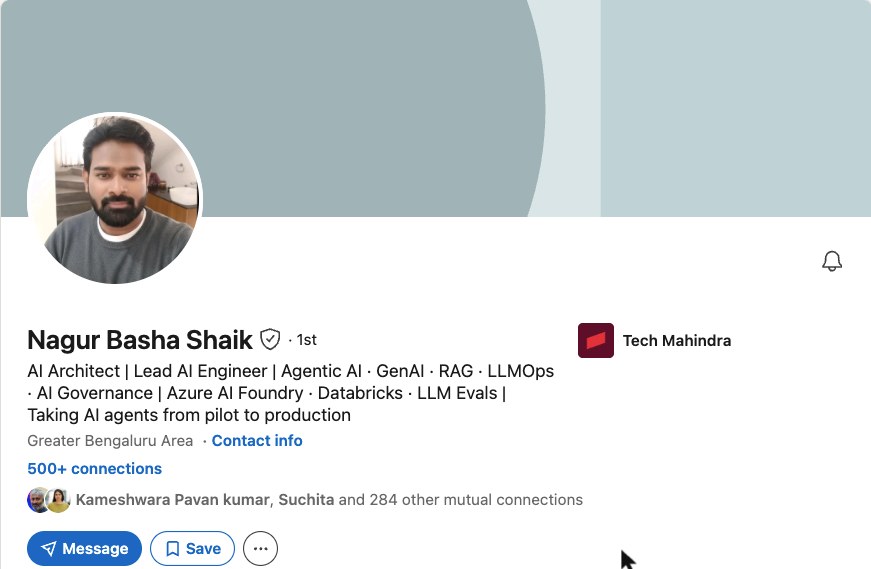 Nagur Basha Shaik · 1st
Tech Mahindra
AI Architect | Lead AI Engineer | Agentic AI · GenAI · RAG · LLMOps
· AI Governance | Azure AI Foundry · Databricks · LLM Evals |
Taking AI agents from pilot to production
Greater Bengaluru Area · Contact info
500+ connections
Kameshwara Pavan kumar, Suchita and 284 other mutual connections
Message
Save